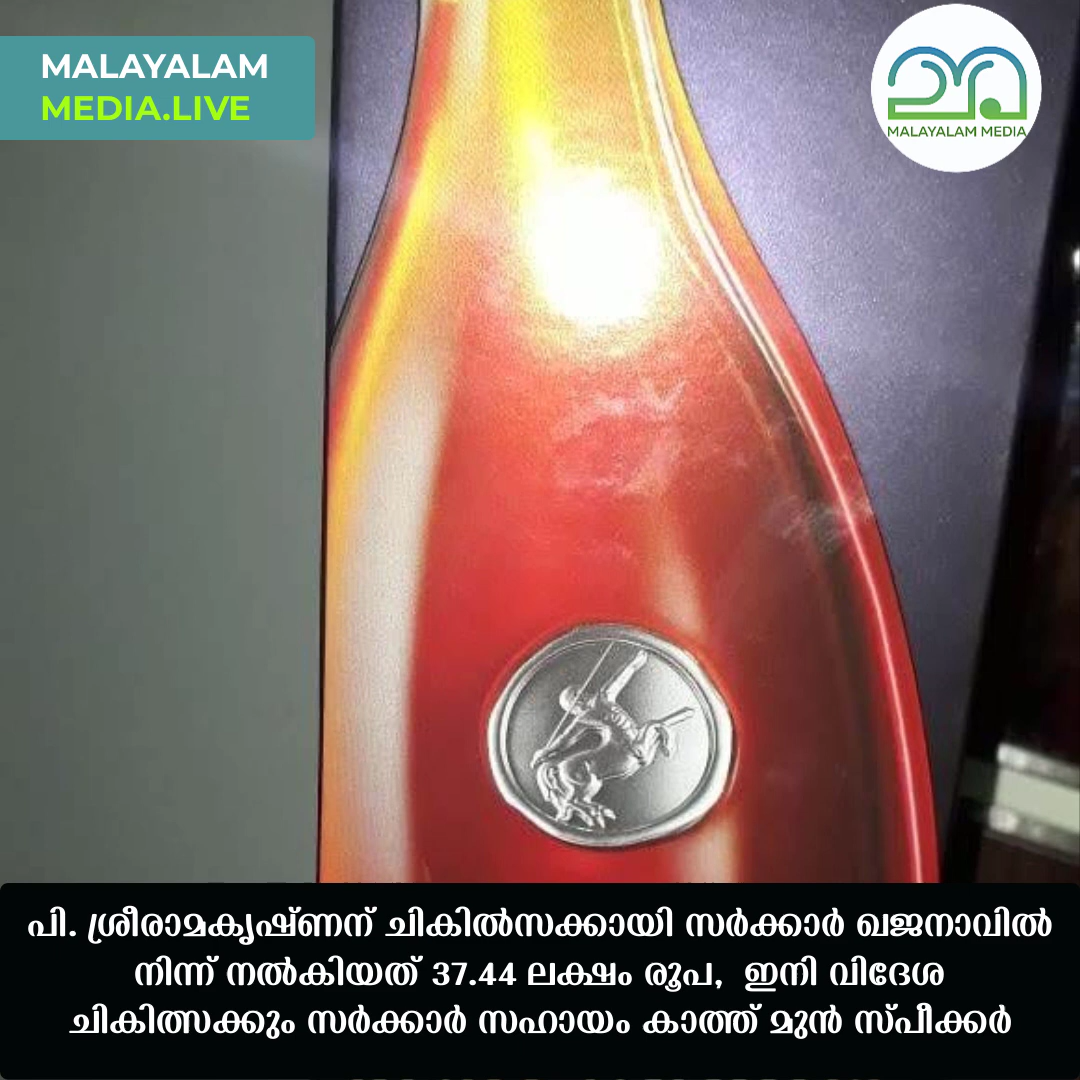 MALAYALAM
MEDIA.LIVE
MALAYALAM MEDIA
പി. ശ്രീരാമകൃഷ്ണന് ചികിൽസക്കായി സർക്കാർ ഖജനാവിൽ
നിന്ന് നൽകിയത് 37.44 ലക്ഷം രൂപ, ഇനി വിദേശ
ചികിത്സക്കും സർക്കാർ സഹായം കാത്ത് മുൻ സ്പീക്കർ